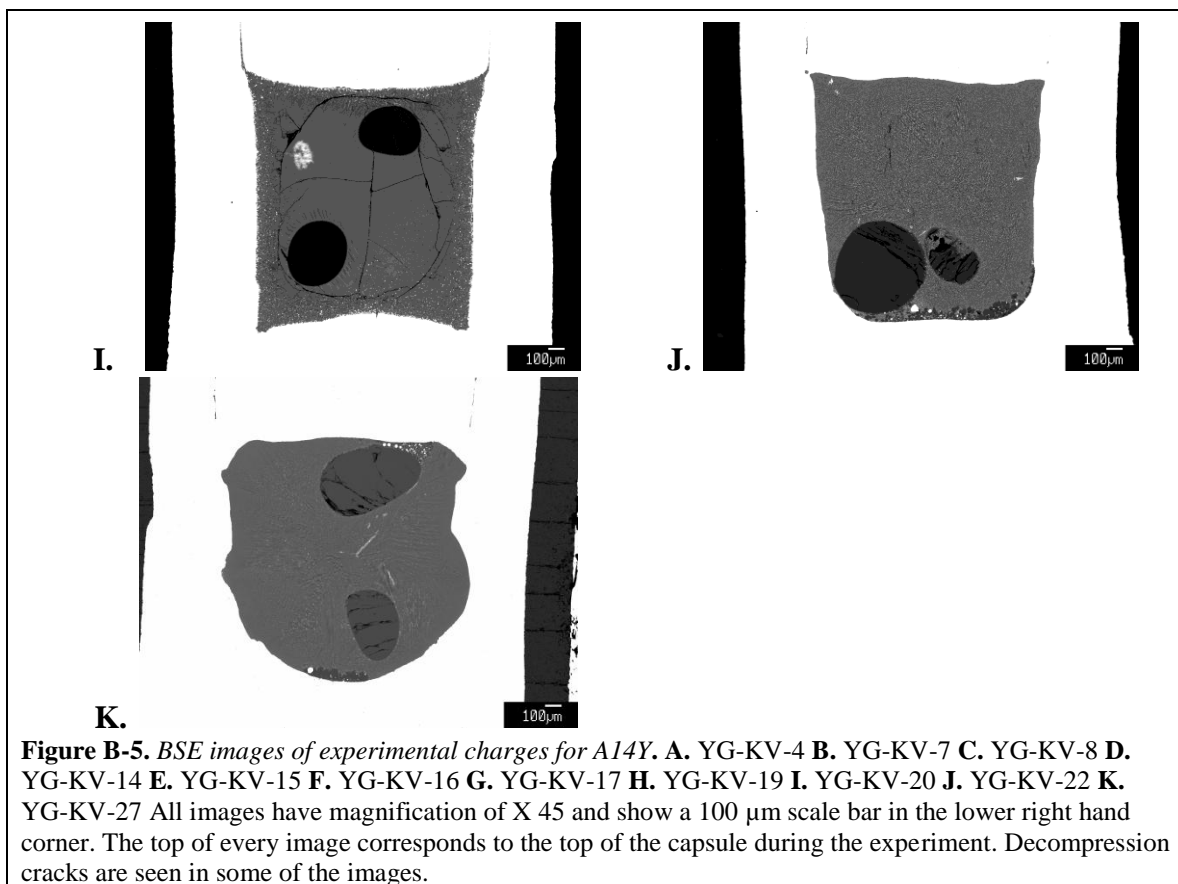 100µm
100µm
I.
J.
100µm
K.
Figure B-5. BSE images of experimental charges for A14Y. A. YG-KV-4 B. YG-KV-7 C. YG-KV-8 D.
YG-KV-14 E. YG-KV-15 F. YG-KV-16 G. YG-KV-17 H. YG-KV-19 I. YG-KV-20 J. YG-KV-22 K.
YG-KV-27 All images have magnification of X 45 and show a 100 µm scale bar in the lower right hand
corner. The top of every image corresponds to the top of the capsule during the experiment. Decompression
cracks are seen in some of the images.